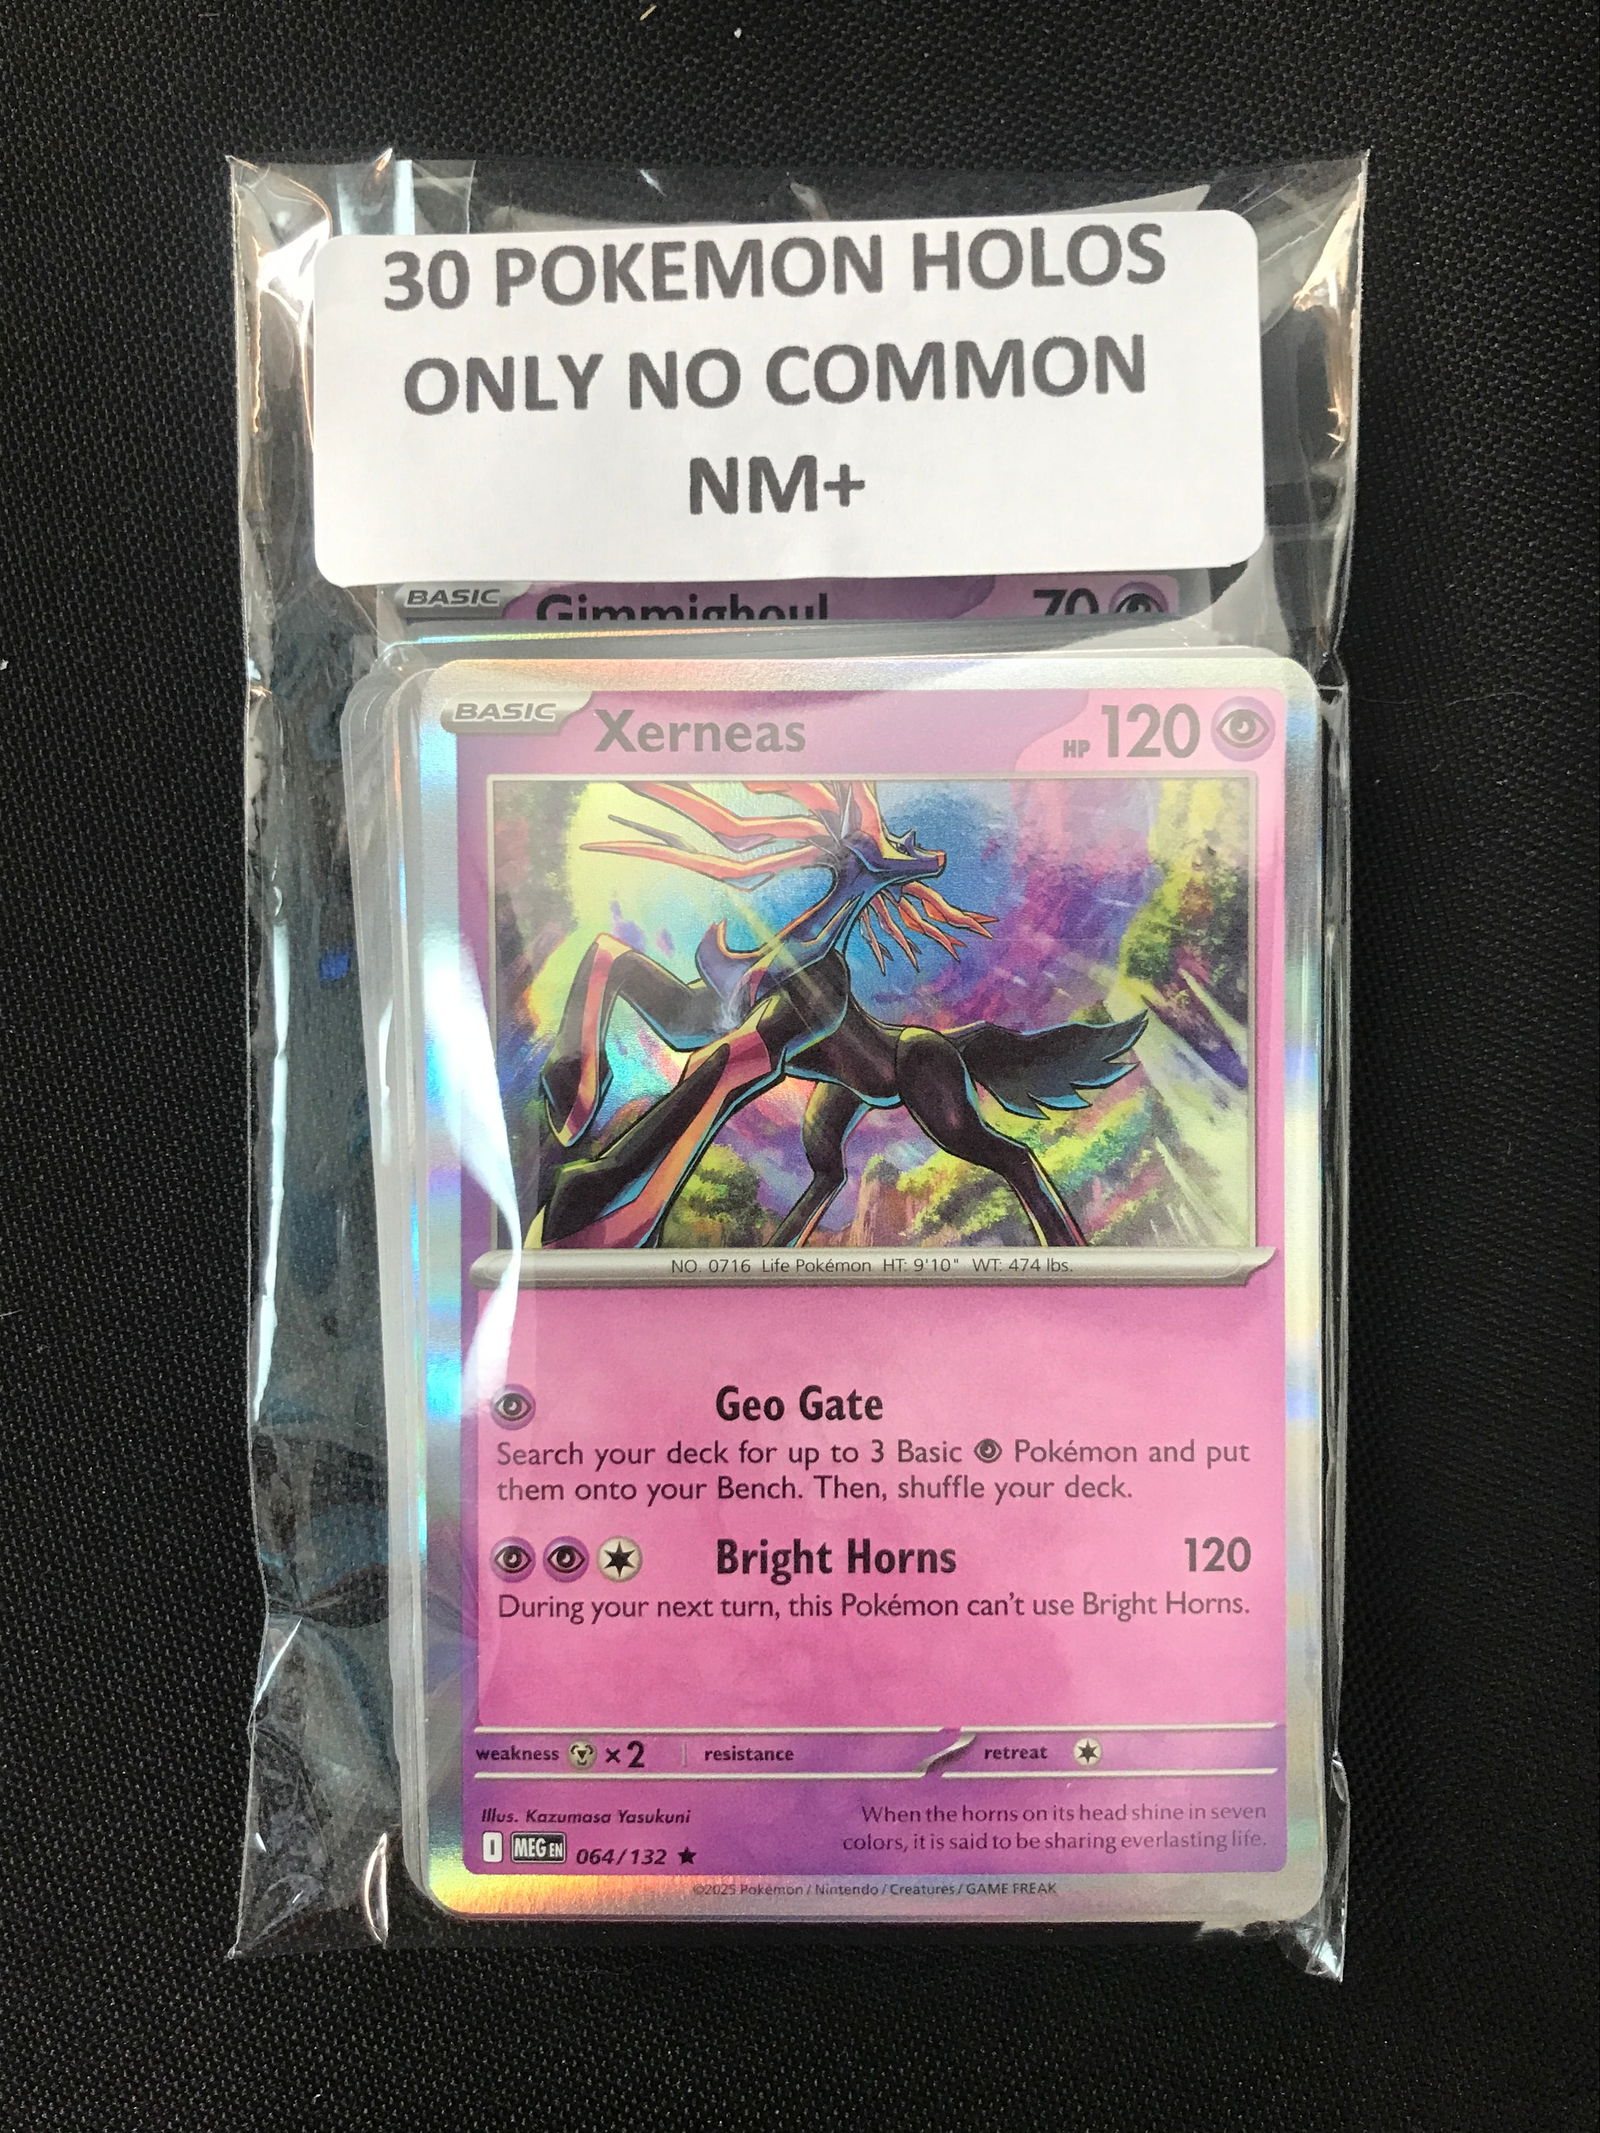 30 POKEMON HOLOS
ONLY NO COMMON
NM+
BASIC Gimmighoul 70
BASIC Xerneas HP 120
NO. 0716 Life Pokémon HT: 9'10" WT: 474 lbs.
Geo Gate
Search your deck for up to 3 Basic Pokémon and put
them onto your Bench. Then, shuffle your deck.
Bright Horns 120
During your next turn, this Pokémon can't use Bright Horns.
weakness ×2 resistance retreat
Illus. Kazumasa Yasukuni
When the horns on its head shine in seven
colors, it is said to be sharing everlasting life.
I MEG EN 064/132 ★
©2025 Pokémon / Nintendo / Creatures / GAME FREAK